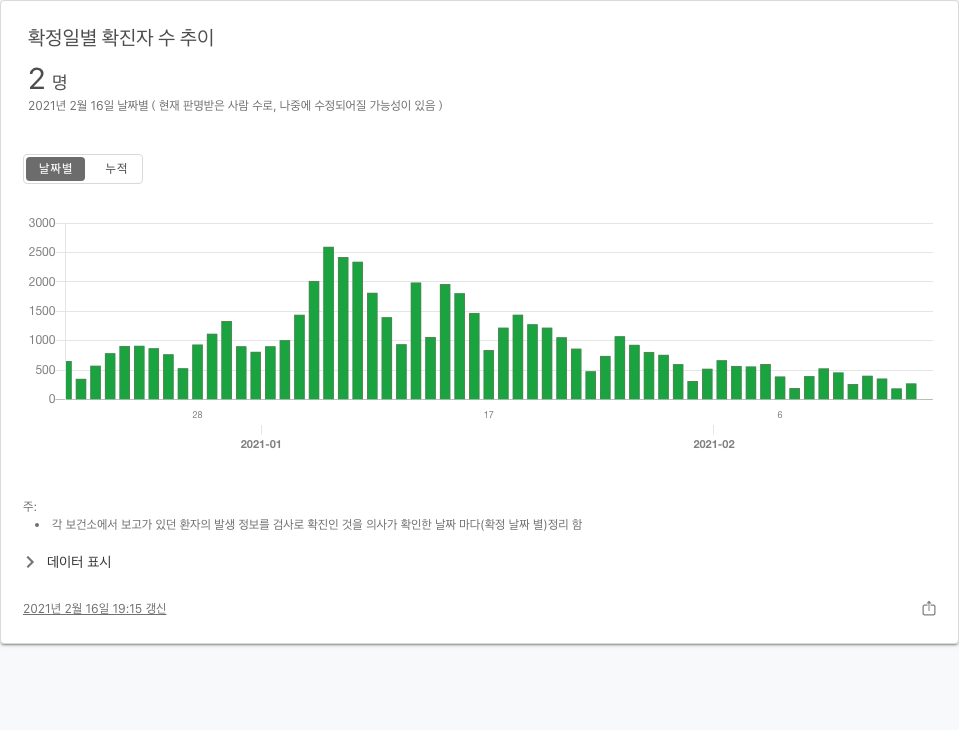 확정일별 확진자 수 추이
2 명
2021년 2월 16일 날짜별 ( 현재 판명받은 사람 수로, 나중에 수정되어질 가능성이 있음 )
날짜별 누적
3000
2500
2000
1500
1000
500
0
28 17 6
2021-01 2021-02
주:
• 각 보건소에서 보고가 있던 환자의 발생 정보를 검사로 확진인 것을 의사가 확인한 날짜 마다(확정 날짜 별)정리 함
데이터 표시
2021년 2월 16일 19:15 갱신